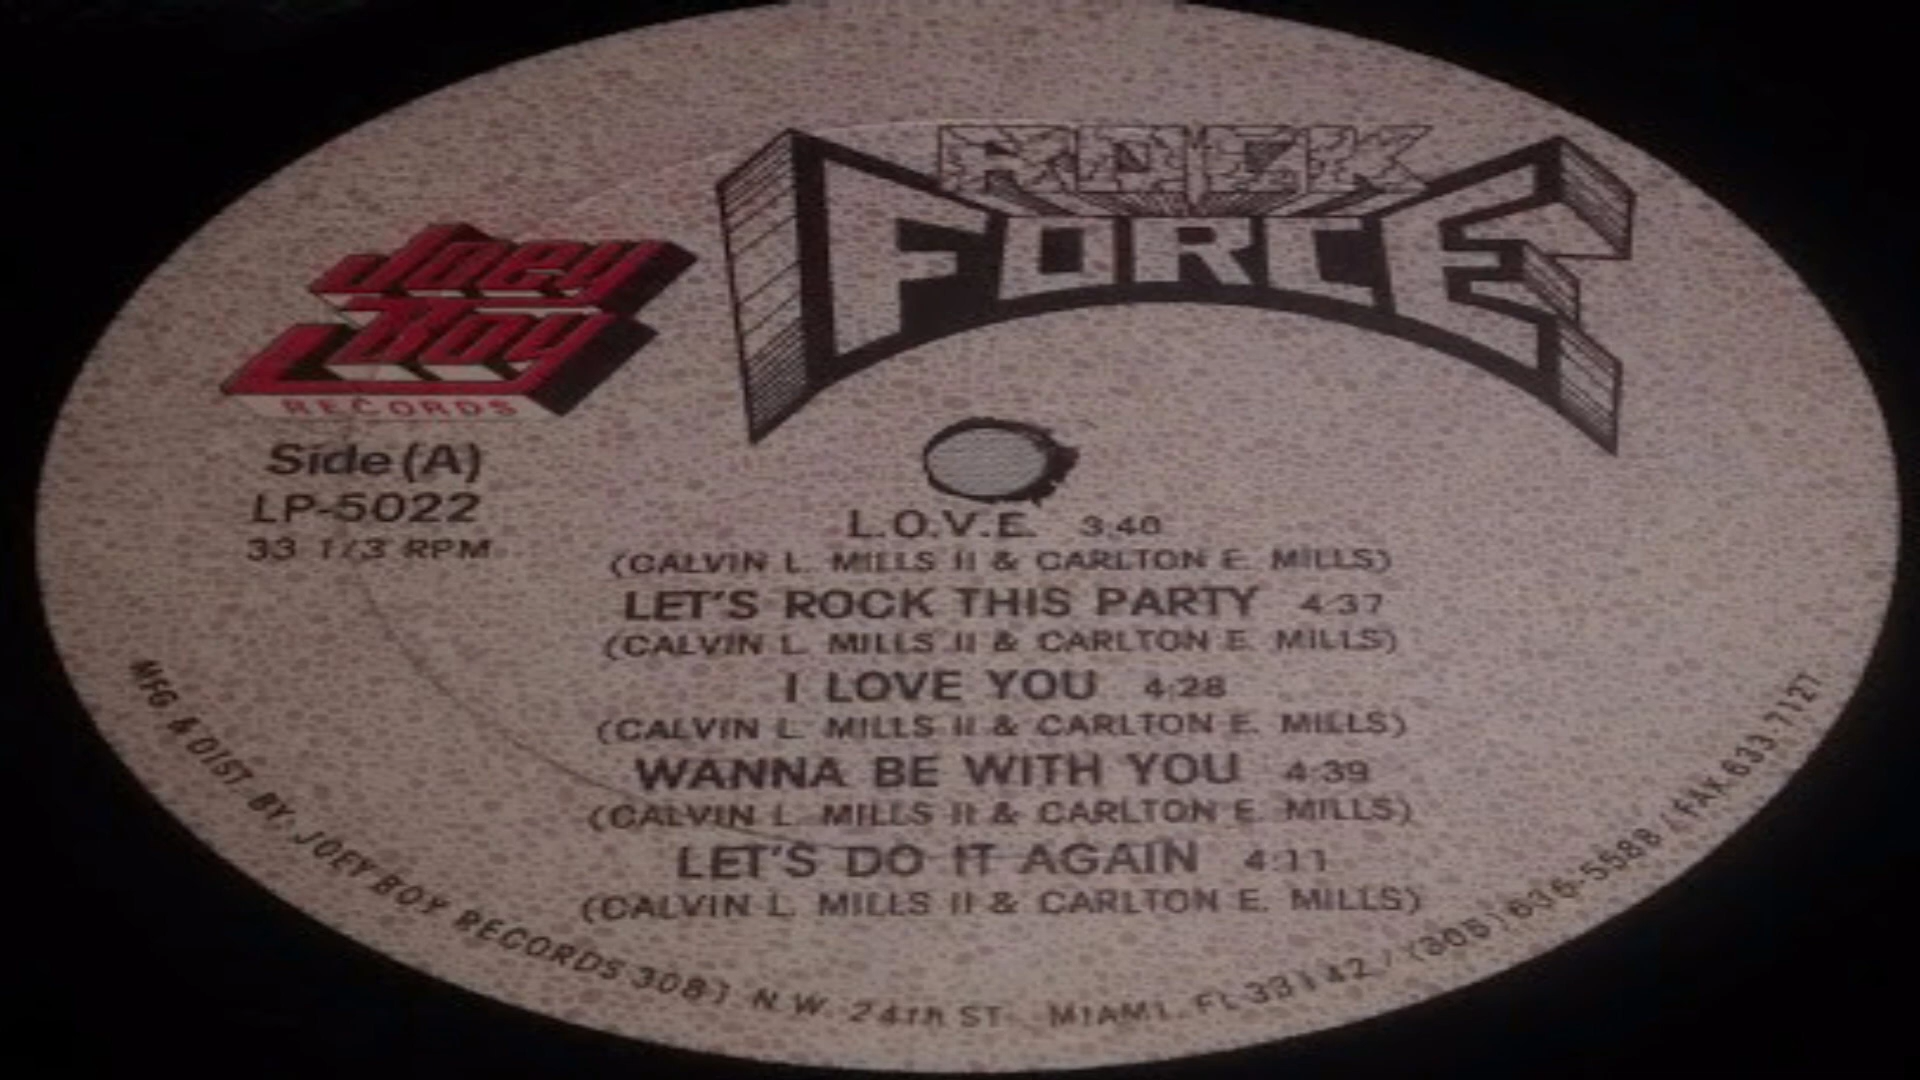 ROCK
FORCE
Joey
Boy
RECORDS
Side (A)
LP-5022
33 1/3 RPM
L.O.V.E. 3:40
(CALVIN L. MILLS II & CARLTON E. MILLS)
LET'S ROCK THIS PARTY 4:37
(CALVIN L. MILLS II & CARLTON E. MILLS)
I LOVE YOU 4:28
(CALVIN L. MILLS II & CARLTON E. MILLS)
WANNA BE WITH YOU 4:39
(CALVIN L. MILLS II & CARLTON E. MILLS)
LET'S DO IT AGAIN 4:11
(CALVIN L. MILLS II & CARLTON E. MILLS)
MFG. & DIST. BY: JOEY BOY RECORDS 3081 N.W. 24TH ST. MIAMI, FL 33142 / (305) 636-5588 / FAX 633-7127